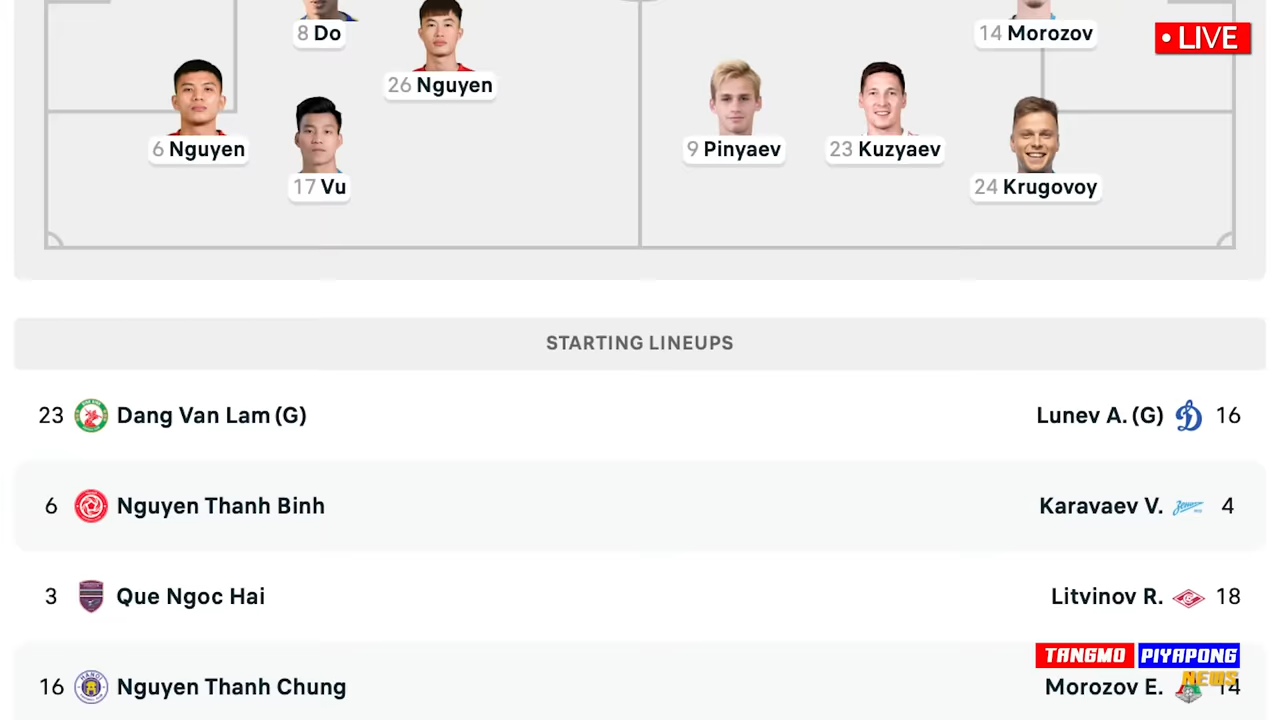 8 Do
14 Morozov
• LIVE
26 Nguyen
6 Nguyen
9 Pinyaev
23 Kuzyaev
17 Vu
24 Krugovoy
STARTING LINEUPS
23 Dang Van Lam (G)
Lunev A. (G) 16
6 Nguyen Thanh Binh
Karavaev V. 4
3 Que Ngoc Hai
Litvinov R. 18
TANGMO PIYAPONG
NEWS
16 HANOI Nguyen Thanh Chung
Morozov E. 14